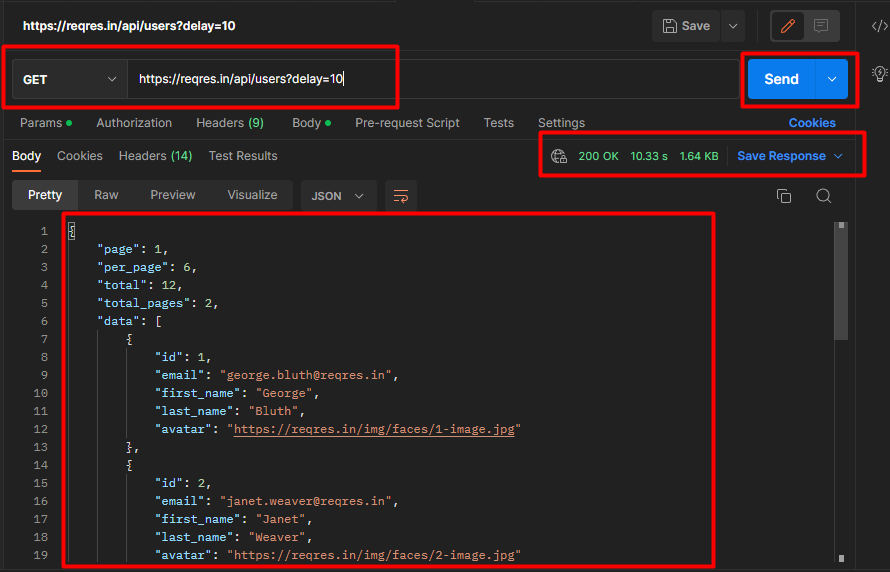 https://reqres.in/api/users?delay=10
Save
GET
https://reqres.in/api/users?delay=10
Send
Params
Authorization
Headers (9)
Body
Pre-request Script
Tests
Settings
Cookies
Body
Cookies
Headers (14)
Test Results
200 OK
10.33 s
1.64 KB
Save Response
Pretty
Raw
Preview
Visualize
JSON
1 {
2 "page": 1,
3 "per_page": 6,
4 "total": 12,
5 "total_pages": 2,
6 "data": [
7 {
8 "id": 1,
9 "email": "george.bluth@reqres.in",
10 "first_name": "George",
11 "last_name": "Bluth",
12 "avatar": "https://reqres.in/img/faces/1-image.jpg"
13 },
14 {
15 "id": 2,
16 "email": "janet.weaver@reqres.in",
17 "first_name": "Janet",
18 "last_name": "Weaver",
19 "avatar": "https://reqres.in/img/faces/2-image.jpg"